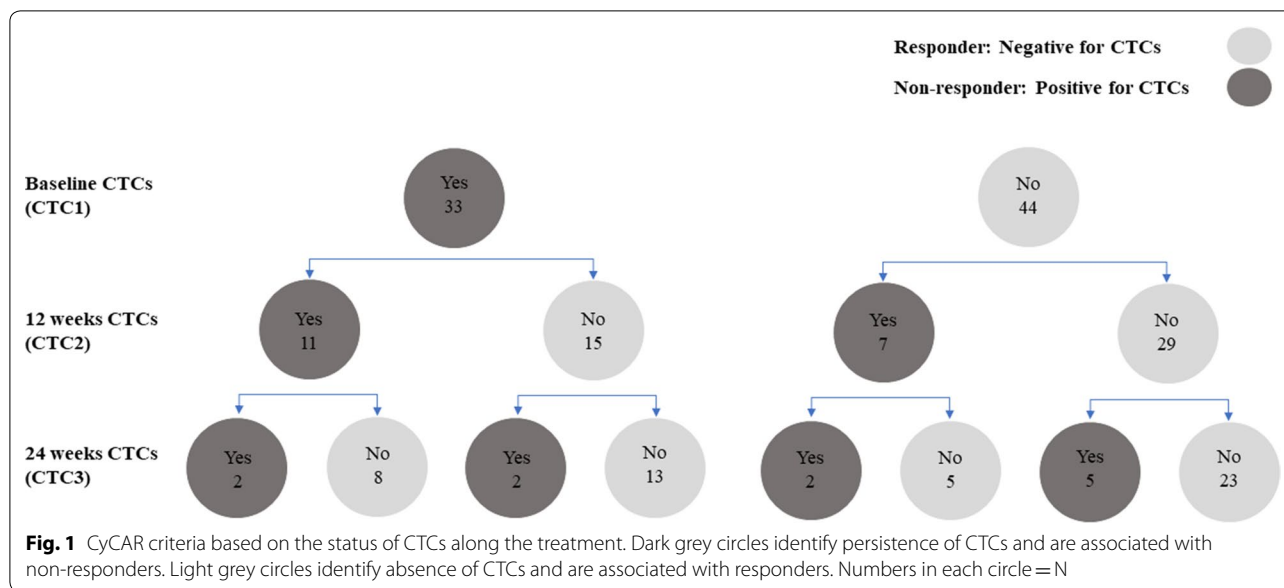 Responder: Negative for CTCs
Non-responder: Positive for CTCs
Baseline CTCs
(CTC1)
Yes
33
No
44
12 weeks CTCs
(CTC2)
Yes
11
No
15
Yes
7
No
29
24 weeks CTCs
(CTC3)
Yes
2
No
8
Yes
2
No
13
Yes
2
No
5
Yes
5
No
23
Fig. 1 CyCAR criteria based on the status of CTCs along the treatment. Dark grey circles identify persistence of CTCs and are associated with
non-responders. Light grey circles identify absence of CTCs and are associated with responders. Numbers in each circle = N